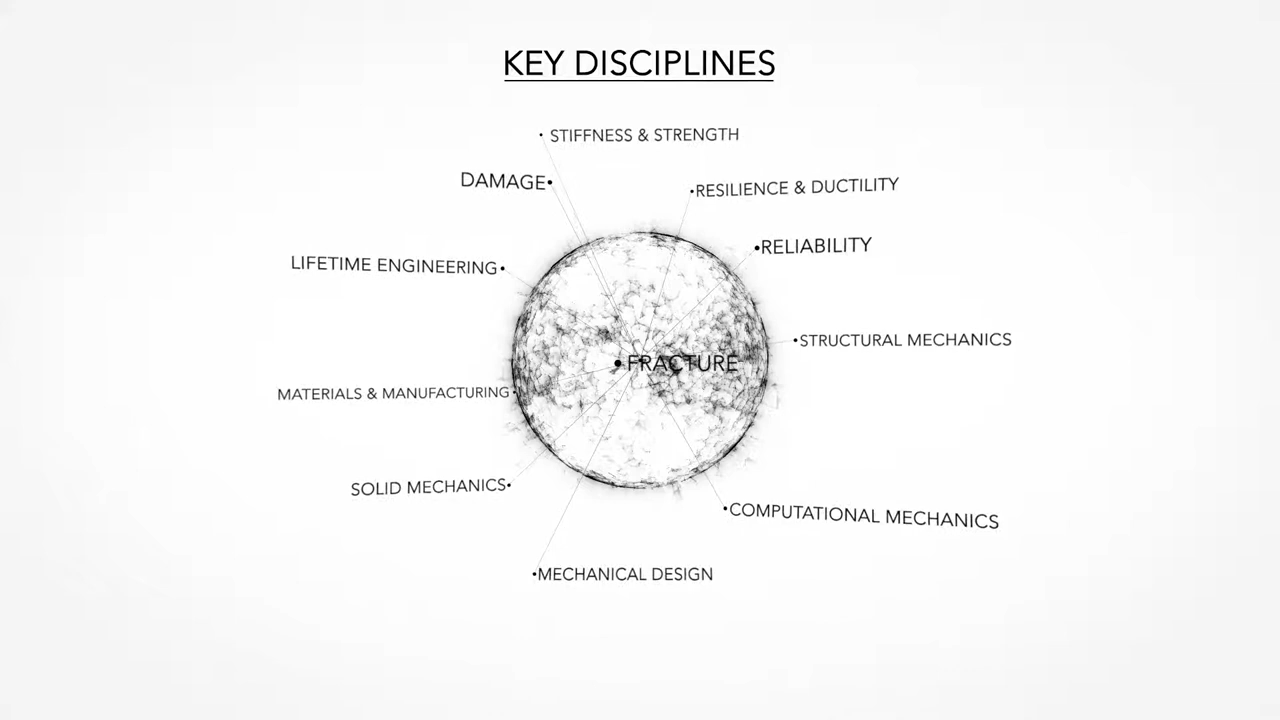 KEY DISCIPLINES
STIFFNESS & STRENGTH
DAMAGE
RESILIENCE & DUCTILITY
RELIABILITY
LIFETIME ENGINEERING
STRUCTURAL MECHANICS
FRACTURE
MATERIALS & MANUFACTURING
SOLID MECHANICS
COMPUTATIONAL MECHANICS
MECHANICAL DESIGN